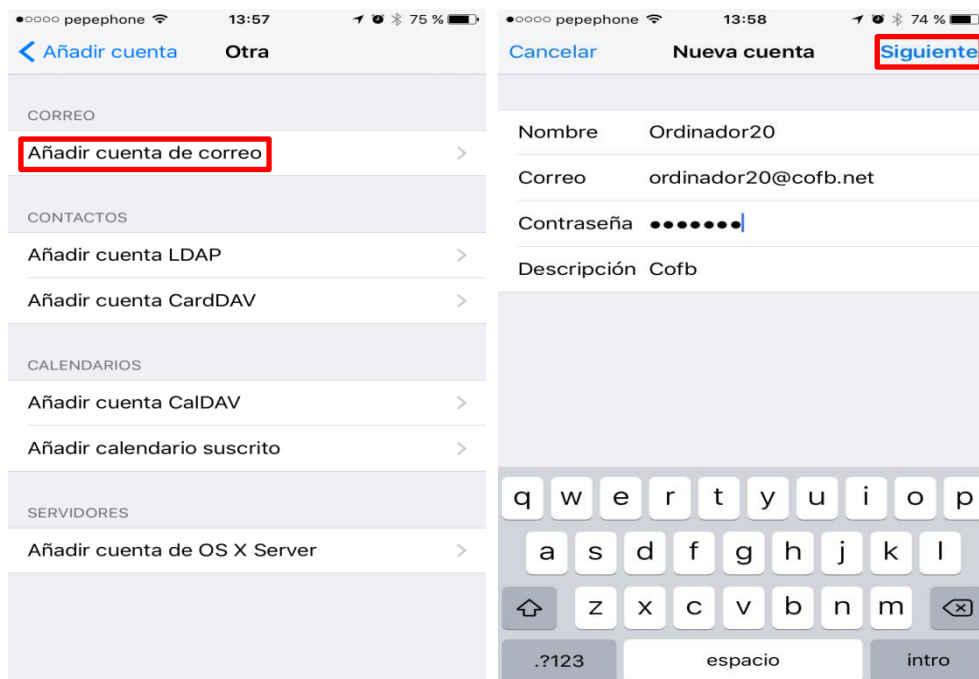 pepephone 13:57 75 %
Añadir cuenta Otra
CORREO
Añadir cuenta de correo
CONTACTOS
Añadir cuenta LDAP
Añadir cuenta CardDAV
CALENDARIOS
Añadir cuenta CalDAV
Añadir calendario suscrito
SERVIDORES
Añadir cuenta de OS X Server
pepephone 13:58 74 %
Cancelar Nueva cuenta Siguiente
Nombre Ordinador20
Correo ordinador20@cofb.net
Contraseña •••••••
Descripción Cofb
q w e r t y u i o p
a s d f g h j k l
z x c v b n m
.?123 espacio intro